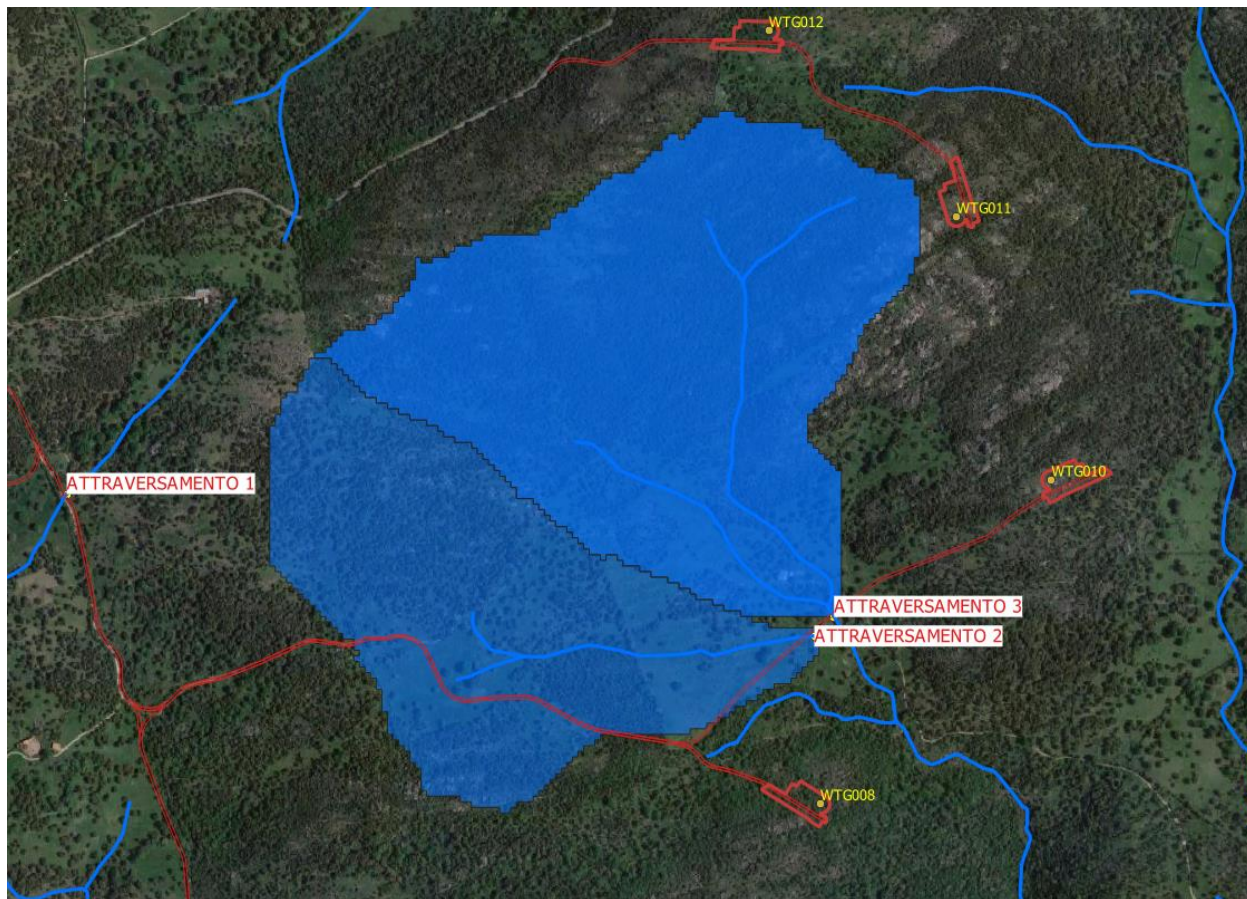 WTG012
WTG011
WTG010
ATTRAVERSAMENTO 1
ATTRAVERSAMENTO 3
ATTRAVERSAMENTO 2
WTG008